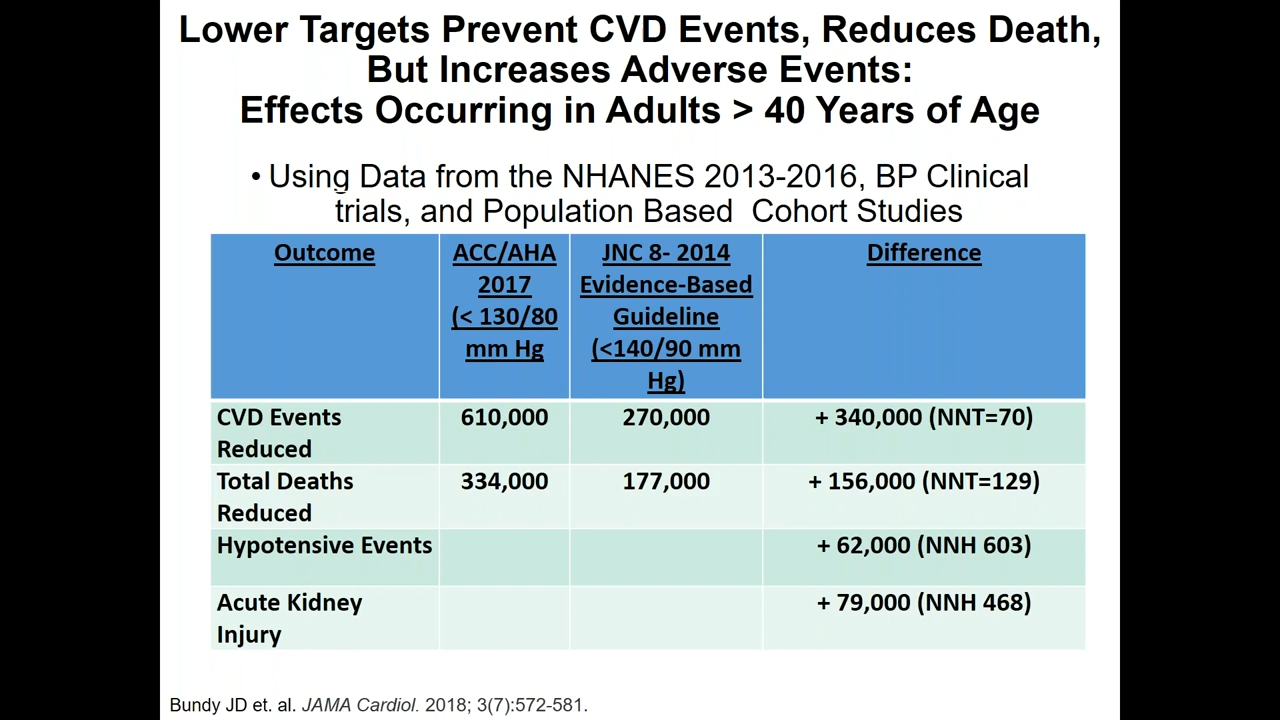 Lower Targets Prevent CVD Events, Reduces Death,
But Increases Adverse Events:
Effects Occurring in Adults > 40 Years of Age
• Using Data from the NHANES 2013-2016, BP Clinical
trials, and Population Based  Cohort Studies
Outcome
ACC/AHA
2017
(< 130/80
mm Hg
JNC 8- 2014
Evidence-Based
Guideline
(<140/90 mm
Hg)
Difference
CVD Events
Reduced
610,000
270,000
+ 340,000 (NNT=70)
Total Deaths
Reduced
334,000
177,000
+ 156,000 (NNT=129)
Hypotensive Events
+ 62,000 (NNH 603)
Acute Kidney
Injury
+ 79,000 (NNH 468)
Bundy JD et. al. JAMA Cardiol. 2018; 3(7):572-581.